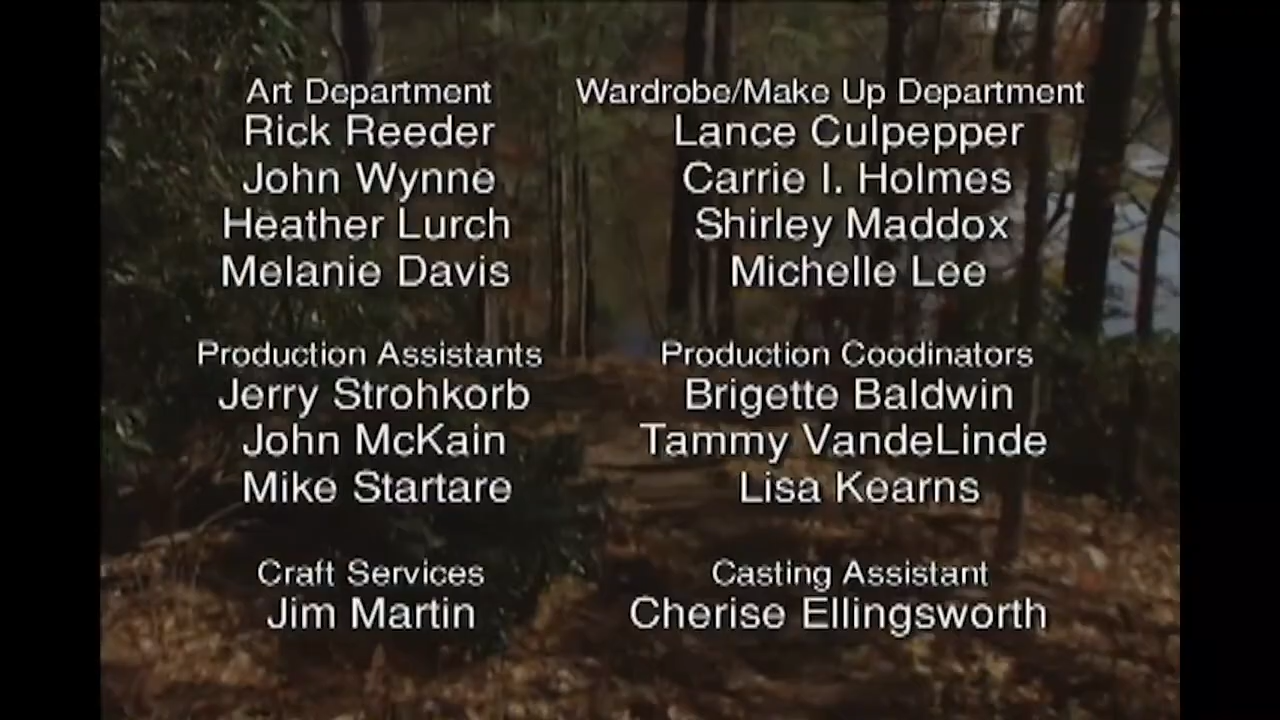 Art Department
Rick Reeder
John Wynne
Heather Lurch
Melanie Davis
Wardrobe/Make Up Department
Lance Culpepper
Carrie I. Holmes
Shirley Maddox
Michelle Lee
Production Assistants
Jerry Strohkorb
John McKain
Mike Startare
Production Coodinators
Brigette Baldwin
Tammy VandeLinde
Lisa Kearns
Craft Services
Jim Martin
Casting Assistant
Cherise Ellingsworth